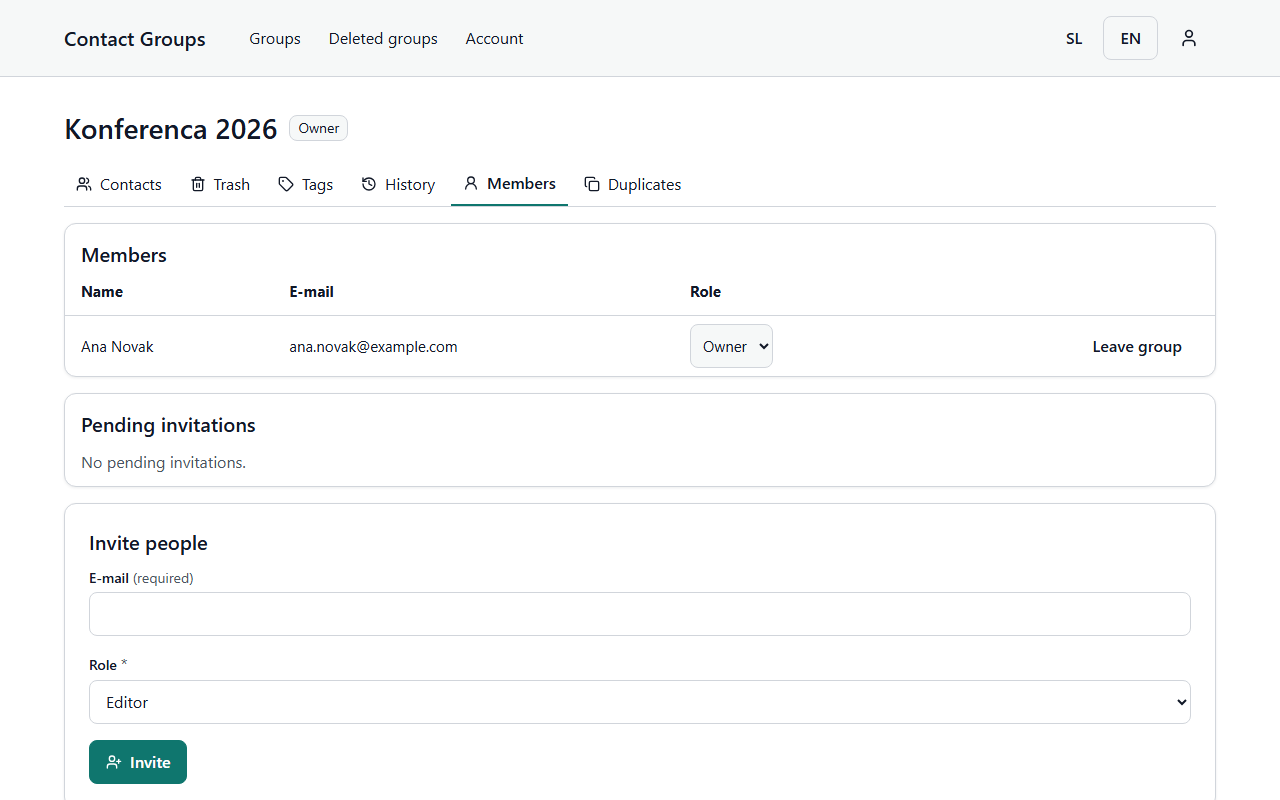 Contact Groups Groups Deleted groups Account SL EN
Konferenca 2026 Owner
Contacts Trash Tags History Members Duplicates
Members
Name E-mail Role
Ana Novak ana.novak@example.com Owner Leave group
Pending invitations
No pending invitations.
Invite people
E-mail (required)
Role *
Editor
Invite